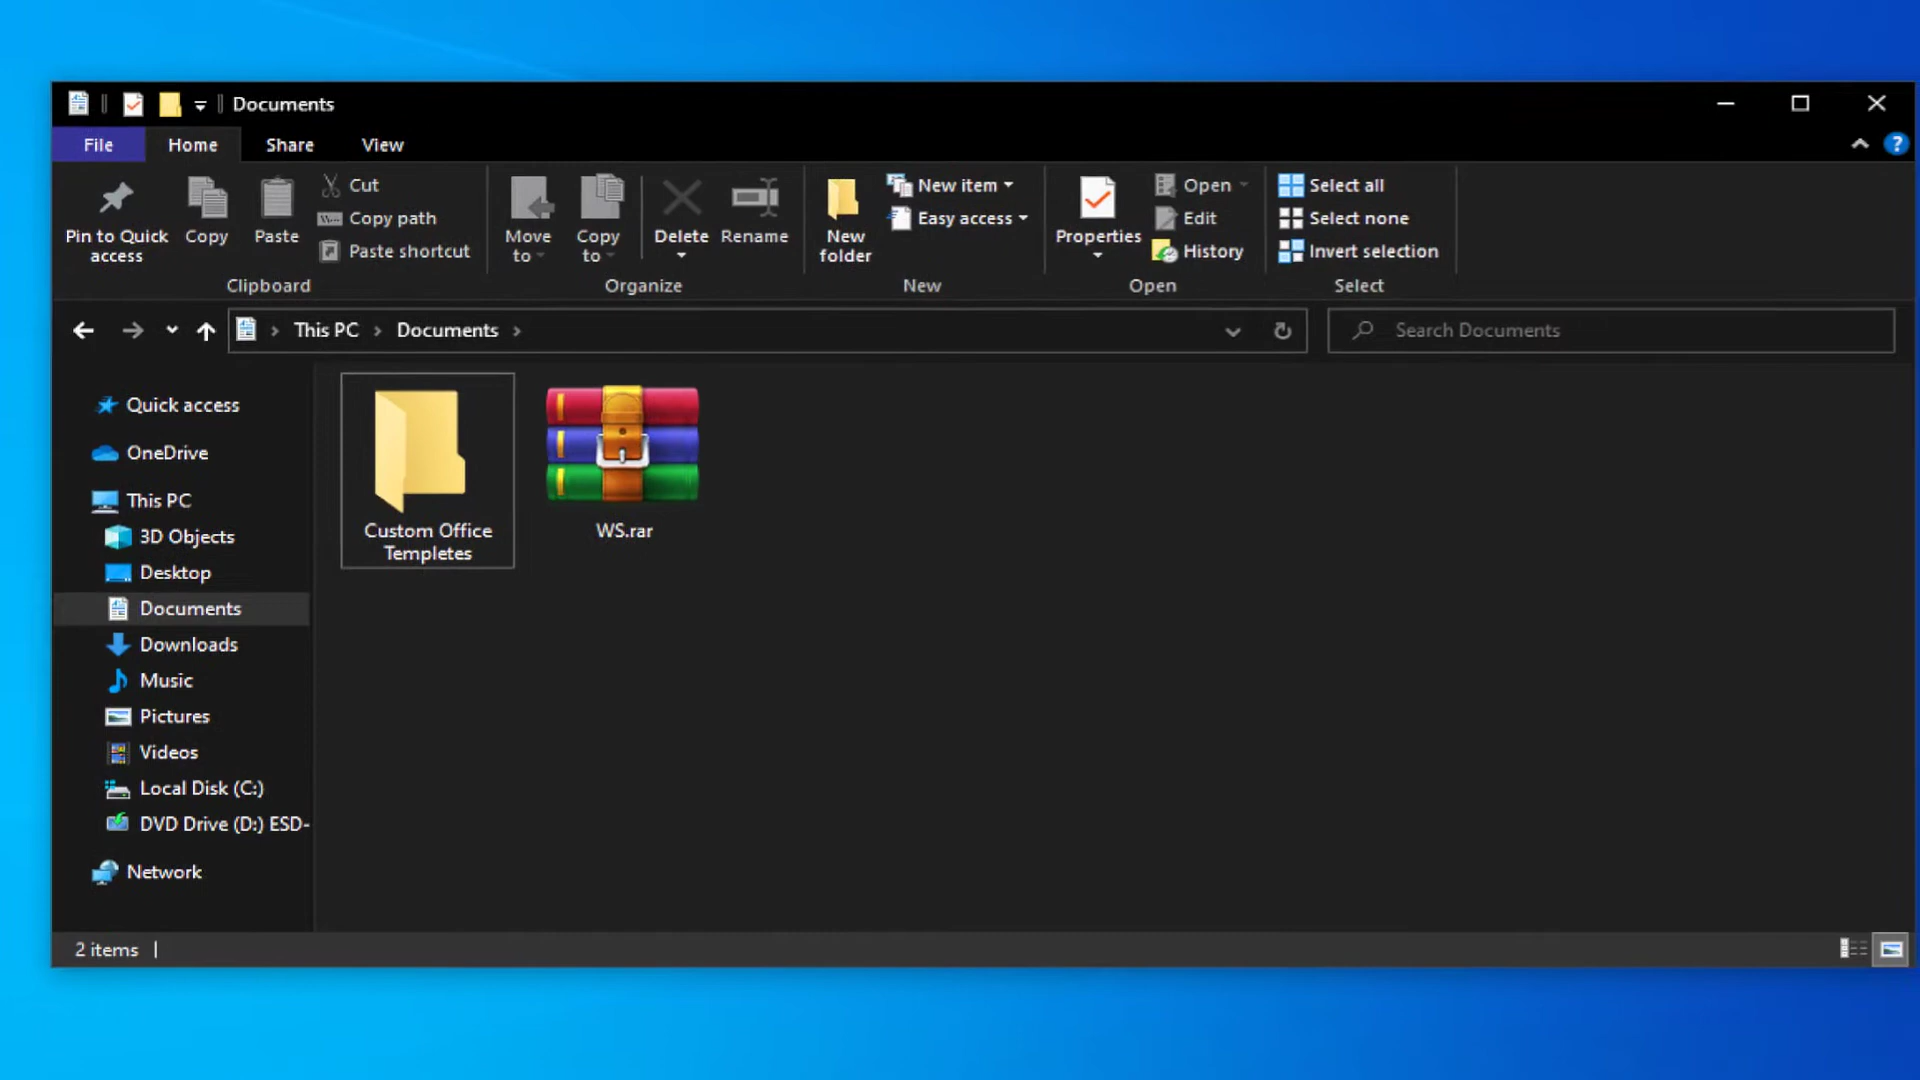 Documents
File Home Share View
?
Pin to Quick access
Copy
Paste
Cut
Copy path
Paste shortcut
Clipboard
Move to
Copy to
Delete
Rename
Organize
New folder
New item
Easy access
New
Properties
Open
Edit
History
Open
Select all
Select none
Invert selection
Select
This PC > Documents >
Search Documents
Quick access
OneDrive
This PC
3D Objects
Desktop
Documents
Downloads
Music
Pictures
Videos
Local Disk (C:)
DVD Drive (D:) ESD-
Network
Custom Office
Templetes
WS.rar
2 items